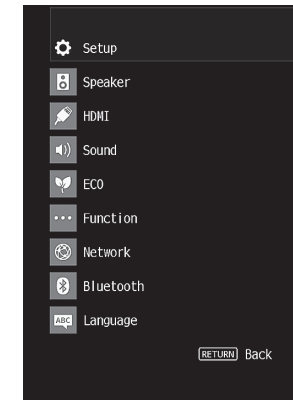 Setup
Speaker
HDMI
Sound
ECO
Function
Network
Bluetooth
ABC Language
RETURN Back